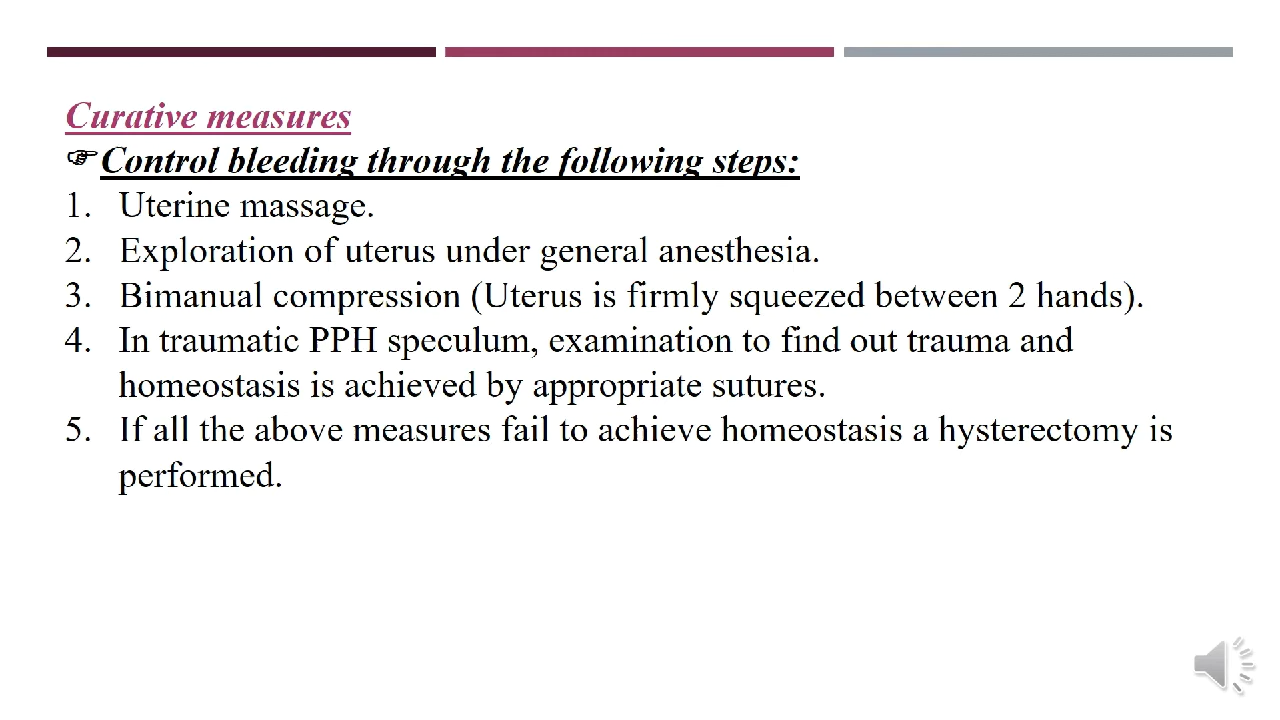 Curative measures
☞Control bleeding through the following steps:
1. Uterine massage.
2. Exploration of uterus under general anesthesia.
3. Bimanual compression (Uterus is firmly squeezed between 2 hands).
4. In traumatic PPH speculum, examination to find out trauma and
homeostasis is achieved by appropriate sutures.
5. If all the above measures fail to achieve homeostasis a hysterectomy is
performed.